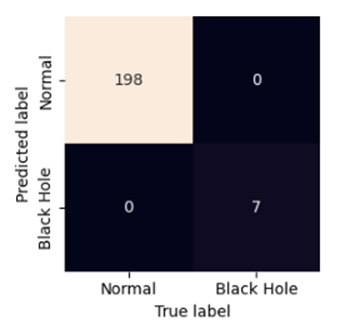 Predicted label
Normal
198 0
Black Hole
0 7
Normal Black Hole
True label